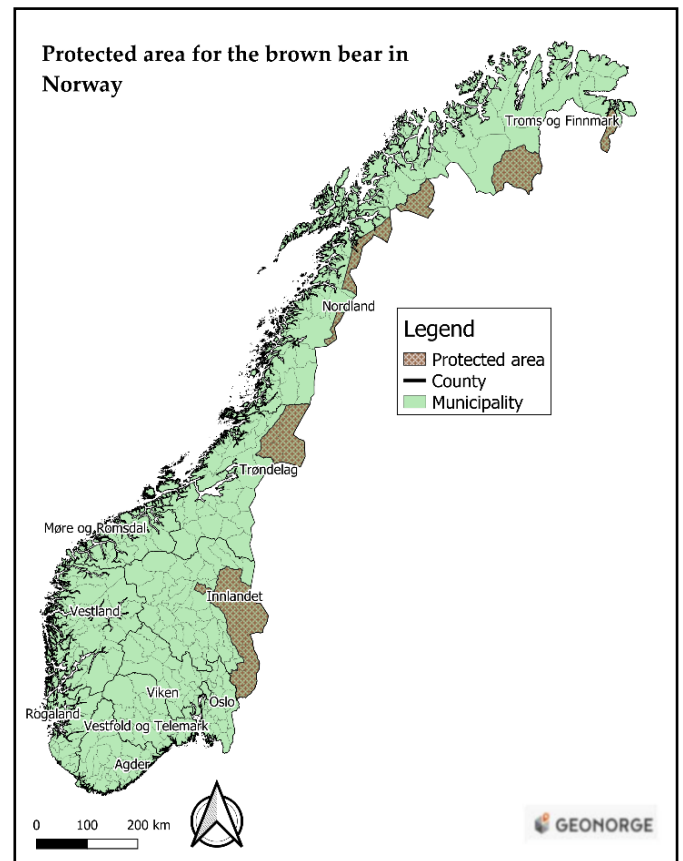 Protected area for the brown bear in
Norway
Troms og Finnmark
Nordland
Legend
Protected area
County
Municipality
Trøndelag
Møre og Romsdal
Innlandet
Vestland
Viken
Oslo
Rogaland
Vestfold og Telemark
Agder
0 100 200 km
GEONORGE